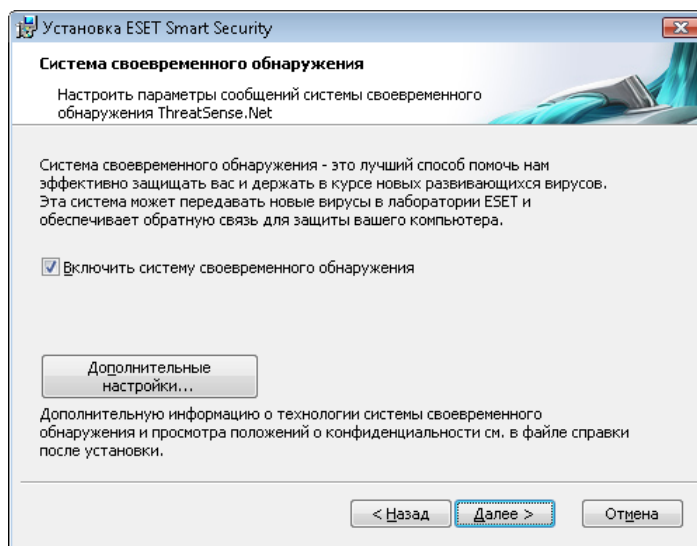 Установка ESET Smart Security
Система своевременного обнаружения
Настроить параметры сообщений системы своевременного
обнаружения ThreatSense.Net
Система своевременного обнаружения - это лучший способ помочь нам
эффективно защищать вас и держать в курсе новых развивающихся вирусов.
Эта система может передавать новые вирусы в лаборатории ESET и
обеспечивает обратную связь для защиты вашего компьютера.
Включить систему своевременного обнаружения
Дополнительные
настройки...
Дополнительную информацию о технологии системы своевременного
обнаружения и просмотра положений о конфиденциальности см. в файле справки
после установки.
< Назад
Далее >
Отмена